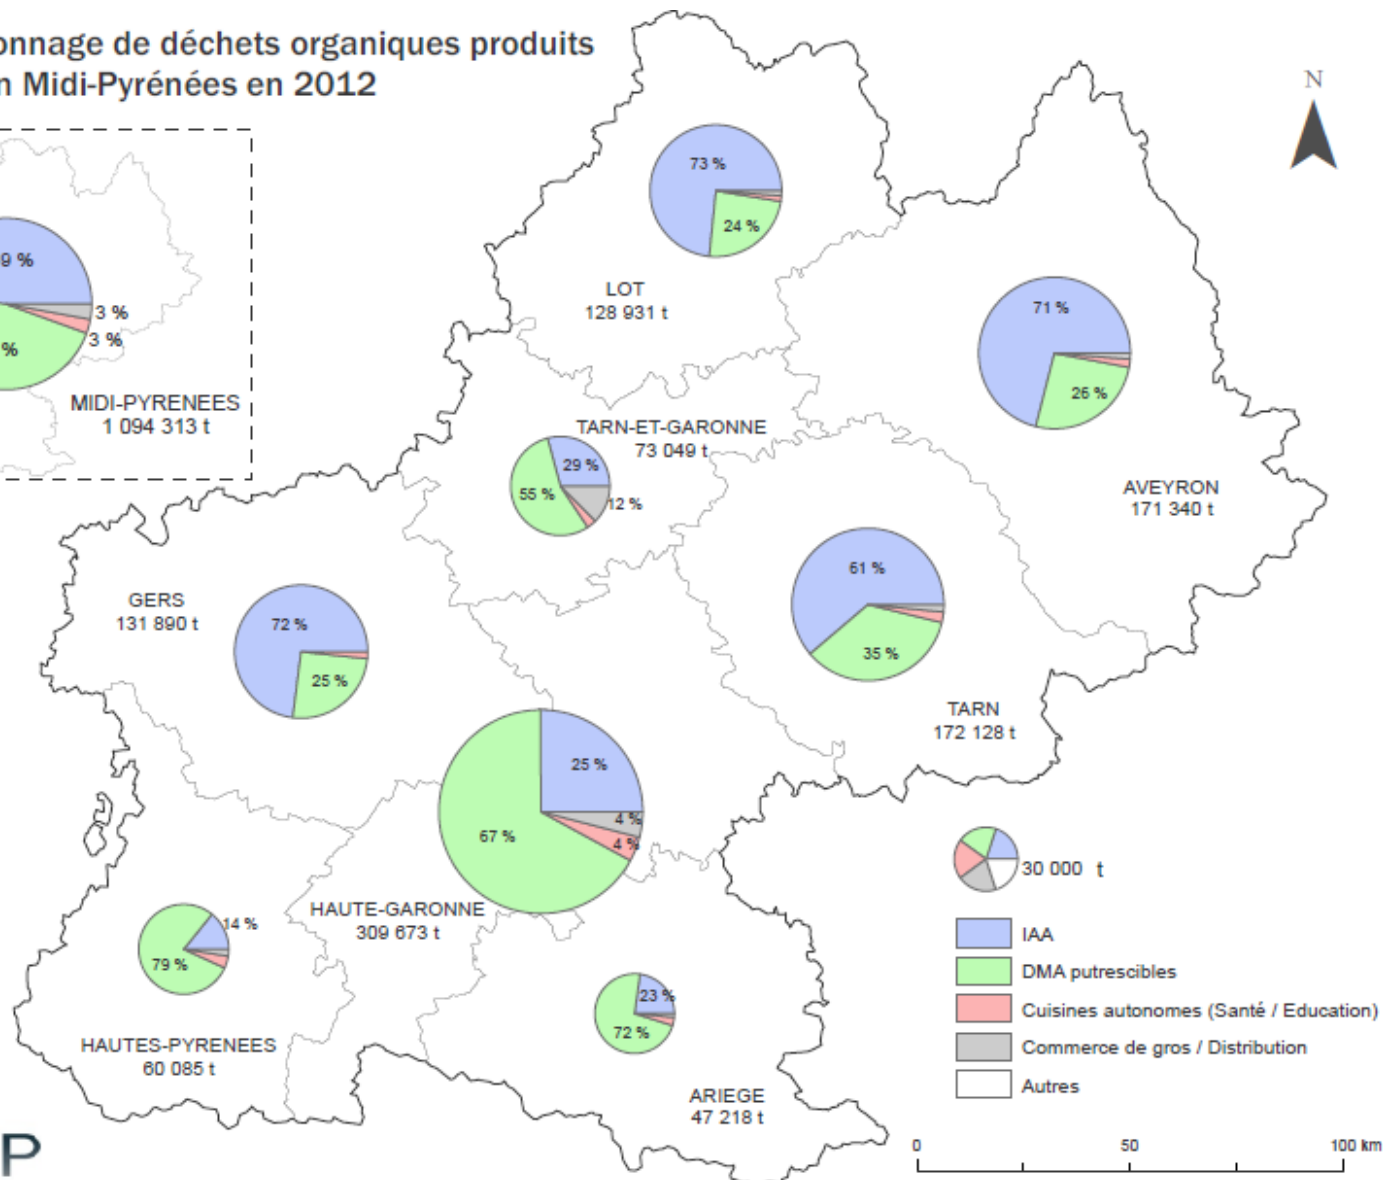 onnage de déchets organiques produits
n Midi-Pyrénées en 2012
N
9 %
3 %
3 %
%
MIDI-PYRENEES
1 094 313 t
73 %
24 %
LOT
128 931 t
71 %
26 %
AVEYRON
171 340 t
TARN-ET-GARONNE
73 049 t
29 %
55 %
12 %
61 %
35 %
TARN
172 128 t
GERS
131 890 t
72 %
25 %
25 %
4 %
4 %
67 %
HAUTE-GARONNE
309 673 t
14 %
79 %
HAUTES-PYRENEES
60 085 t
23 %
72 %
ARIEGE
47 218 t
30 000 t
IAA
DMA putrescibles
Cuisines autonomes (Santé / Education)
Commerce de gros / Distribution
Autres
0 50 100 km
P